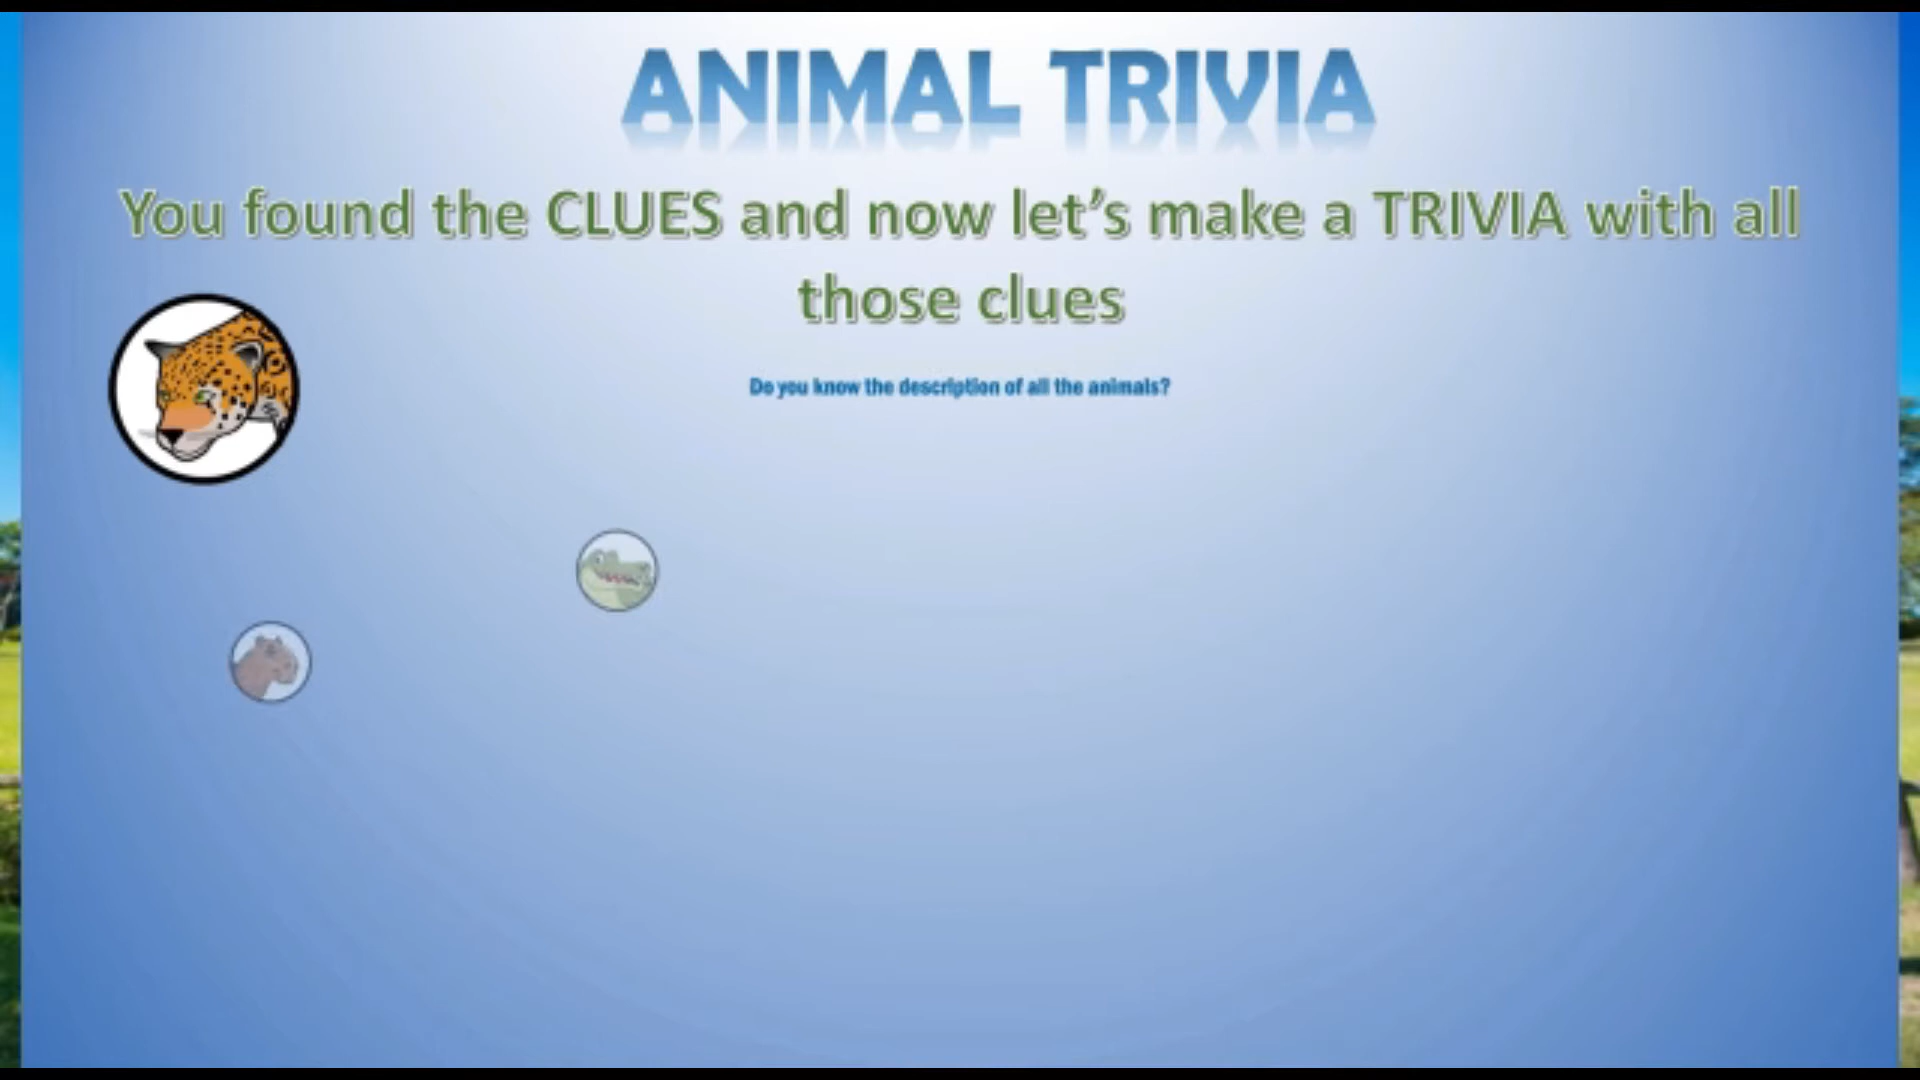 ANIMAL TRIVIA
You found the CLUES and now let's make a TRIVIA with all
those clues
Do you know the description of all the animals?